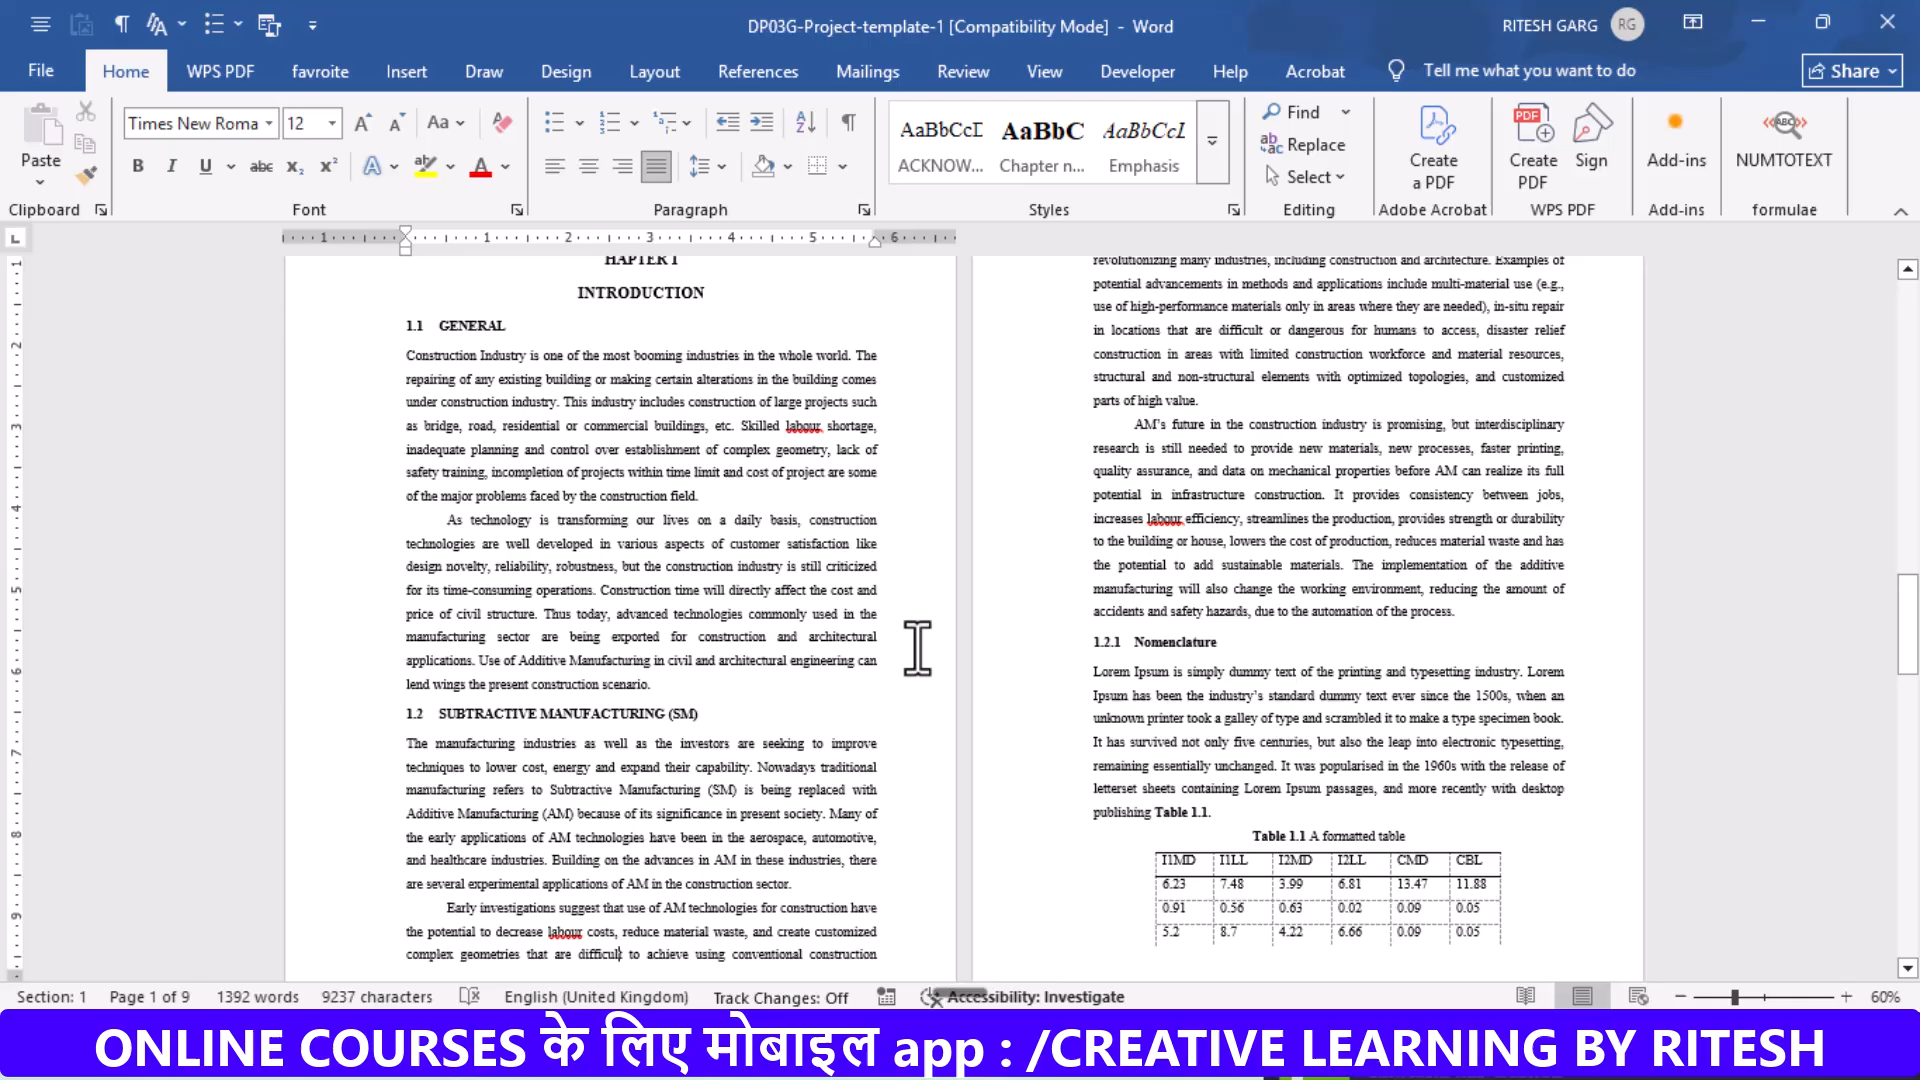 DP03G-Project-template-1 [Compatibility Mode] - Word
RITESH GARG
RG
File
Home
WPS PDF
favroite
Insert
Draw
Design
Layout
References
Mailings
Review
View
Developer
Help
Acrobat
Tell me what you want to do
Share
Paste
Clipboard
Times New Roma
12
Aa
B I U abc x₂ x²
Font
Paragraph
AaBbCcI
ACKNOW...
AaBbC
Chapter n...
AaBbCcL
Emphasis
Styles
Find
Replace
Select
Editing
Create
a PDF
Adobe Acrobat
Create
PDF
Sign
WPS PDF
Add-ins
Add-ins
NUMTOTEXT
formulae
HAPTER I
INTRODUCTION
1.1 GENERAL
Construction Industry is one of the most booming industries in the whole world. The
repairing of any existing building or making certain alterations in the building comes
under construction industry. This industry includes construction of large projects such
as bridge, road, residential or commercial buildings, etc. Skilled labour shortage,
inadequate planning and control over establishment of complex geometry, lack of
safety training, incompletion of projects within time limit and cost of project are some
of the major problems faced by the construction field.
As technology is transforming our lives on a daily basis, construction
technologies are well developed in various aspects of customer satisfaction like
design novelty, reliability, robustness, but the construction industry is still criticized
for its time-consuming operations. Construction time will directly affect the cost and
price of civil structure. Thus today, advanced technologies commonly used in the
manufacturing sector are being exported for construction and architectural
applications. Use of Additive Manufacturing in civil and architectural engineering can
lend wings the present construction scenario.
1.2 SUBTRACTIVE MANUFACTURING (SM)
The manufacturing industries as well as the investors are seeking to improve
techniques to lower cost, energy and expand their capability. Nowadays traditional
manufacturing refers to Subtractive Manufacturing (SM) is being replaced with
Additive Manufacturing (AM) because of its significance in present society. Many of
the early applications of AM technologies have been in the aerospace, automotive,
and healthcare industries. Building on the advances in AM in these industries, there
are several experimental applications of AM in the construction sector.
Early investigations suggest that use of AM technologies for construction have
the potential to decrease labour costs, reduce material waste, and create customized
complex geometries that are difficult to achieve using conventional construction
revolutionizing many industries, including construction and architecture. Examples of
potential advancements in methods and applications include multi-material use (e.g.,
use of high-performance materials only in areas where they are needed), in-situ repair
in locations that are difficult or dangerous for humans to access, disaster relief
construction in areas with limited construction workforce and material resources,
structural and non-structural elements with optimized topologies, and customized
parts of high value.
AM's future in the construction industry is promising, but interdisciplinary
research is still needed to provide new materials, new processes, faster printing,
quality assurance, and data on mechanical properties before AM can realize its full
potential in infrastructure construction. It provides consistency between jobs,
increases labour efficiency, streamlines the production, provides strength or durability
to the building or house, lowers the cost of production, reduces material waste and has
the potential to add sustainable materials. The implementation of the additive
manufacturing will also change the working environment, reducing the amount of
accidents and safety hazards, due to the automation of the process.
1.2.1 Nomenclature
Lorem Ipsum is simply dummy text of the printing and typesetting industry. Lorem
Ipsum has been the industry's standard dummy text ever since the 1500s, when an
unknown printer took a galley of type and scrambled it to make a type specimen book.
It has survived not only five centuries, but also the leap into electronic typesetting,
remaining essentially unchanged. It was popularised in the 1960s with the release of
letterset sheets containing Lorem Ipsum passages, and more recently with desktop
publishing Table 1.1.
Table 1.1 A formatted table
I1MD I1LL I2MD I2LL CMD CBL
6.23 7.48 3.99 6.81 13.47 11.88
0.91 0.56 0.63 0.02 0.09 0.05
5.2 8.7 4.22 6.66 0.09 0.05
Section: 1 Page 1 of 9 1392 words 9237 characters English (United Kingdom) Track Changes: Off Accessibility: Investigate 60%
ONLINE COURSES के लिए मोबाइल app : /CREATIVE LEARNING BY RITESH